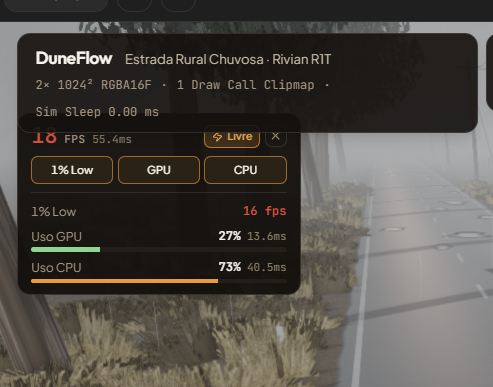 DuneFlow Estrada Rural Chuvosa · Rivian R1T
2× 1024² RGBA16F · 1 Draw Call Clipmap ·
Sim Sleep 0.00 ms
18 FPS 55.4ms Livre ×
1% Low GPU CPU
1% Low 16 fps
Uso GPU 27% 13.6ms
Uso CPU 73% 40.5ms